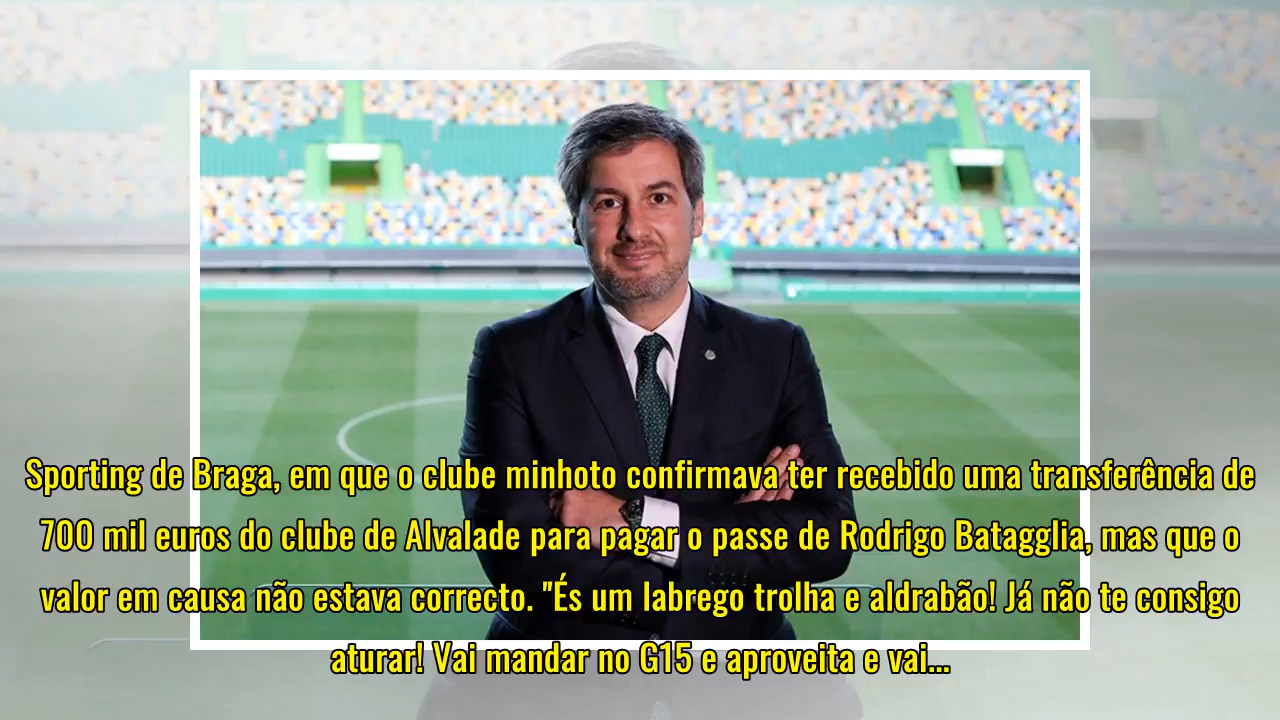 Sporting de Braga, em que o clube minhoto confirmava ter recebido uma transferência de
700 mil euros do clube de Alvalade para pagar o passe de Rodrigo Batagglia, mas que o
valor em causa não estava correcto. "És um labrego trolha e aldrabão! Já não te consigo
aturar! Vai mandar no G15 e aproveita e vai...